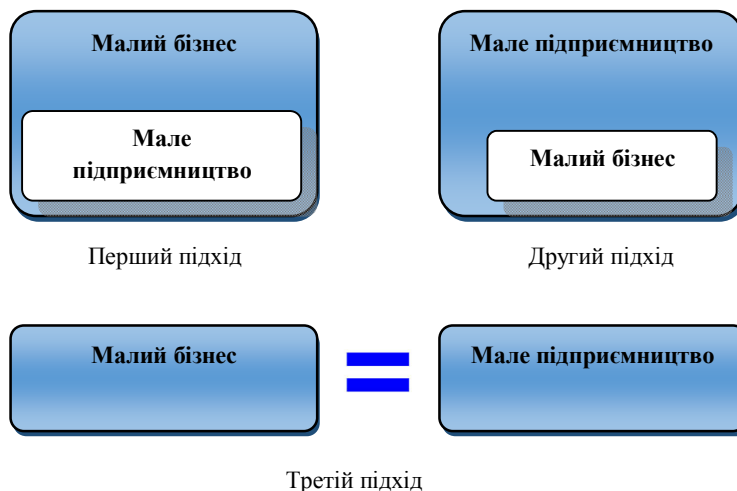 Малий бізнес
Мале
підприємництво
Перший підхід
Мале підприємництво
Малий бізнес
Другий підхід
Малий бізнес
=
Мале підприємництво
Третій підхід